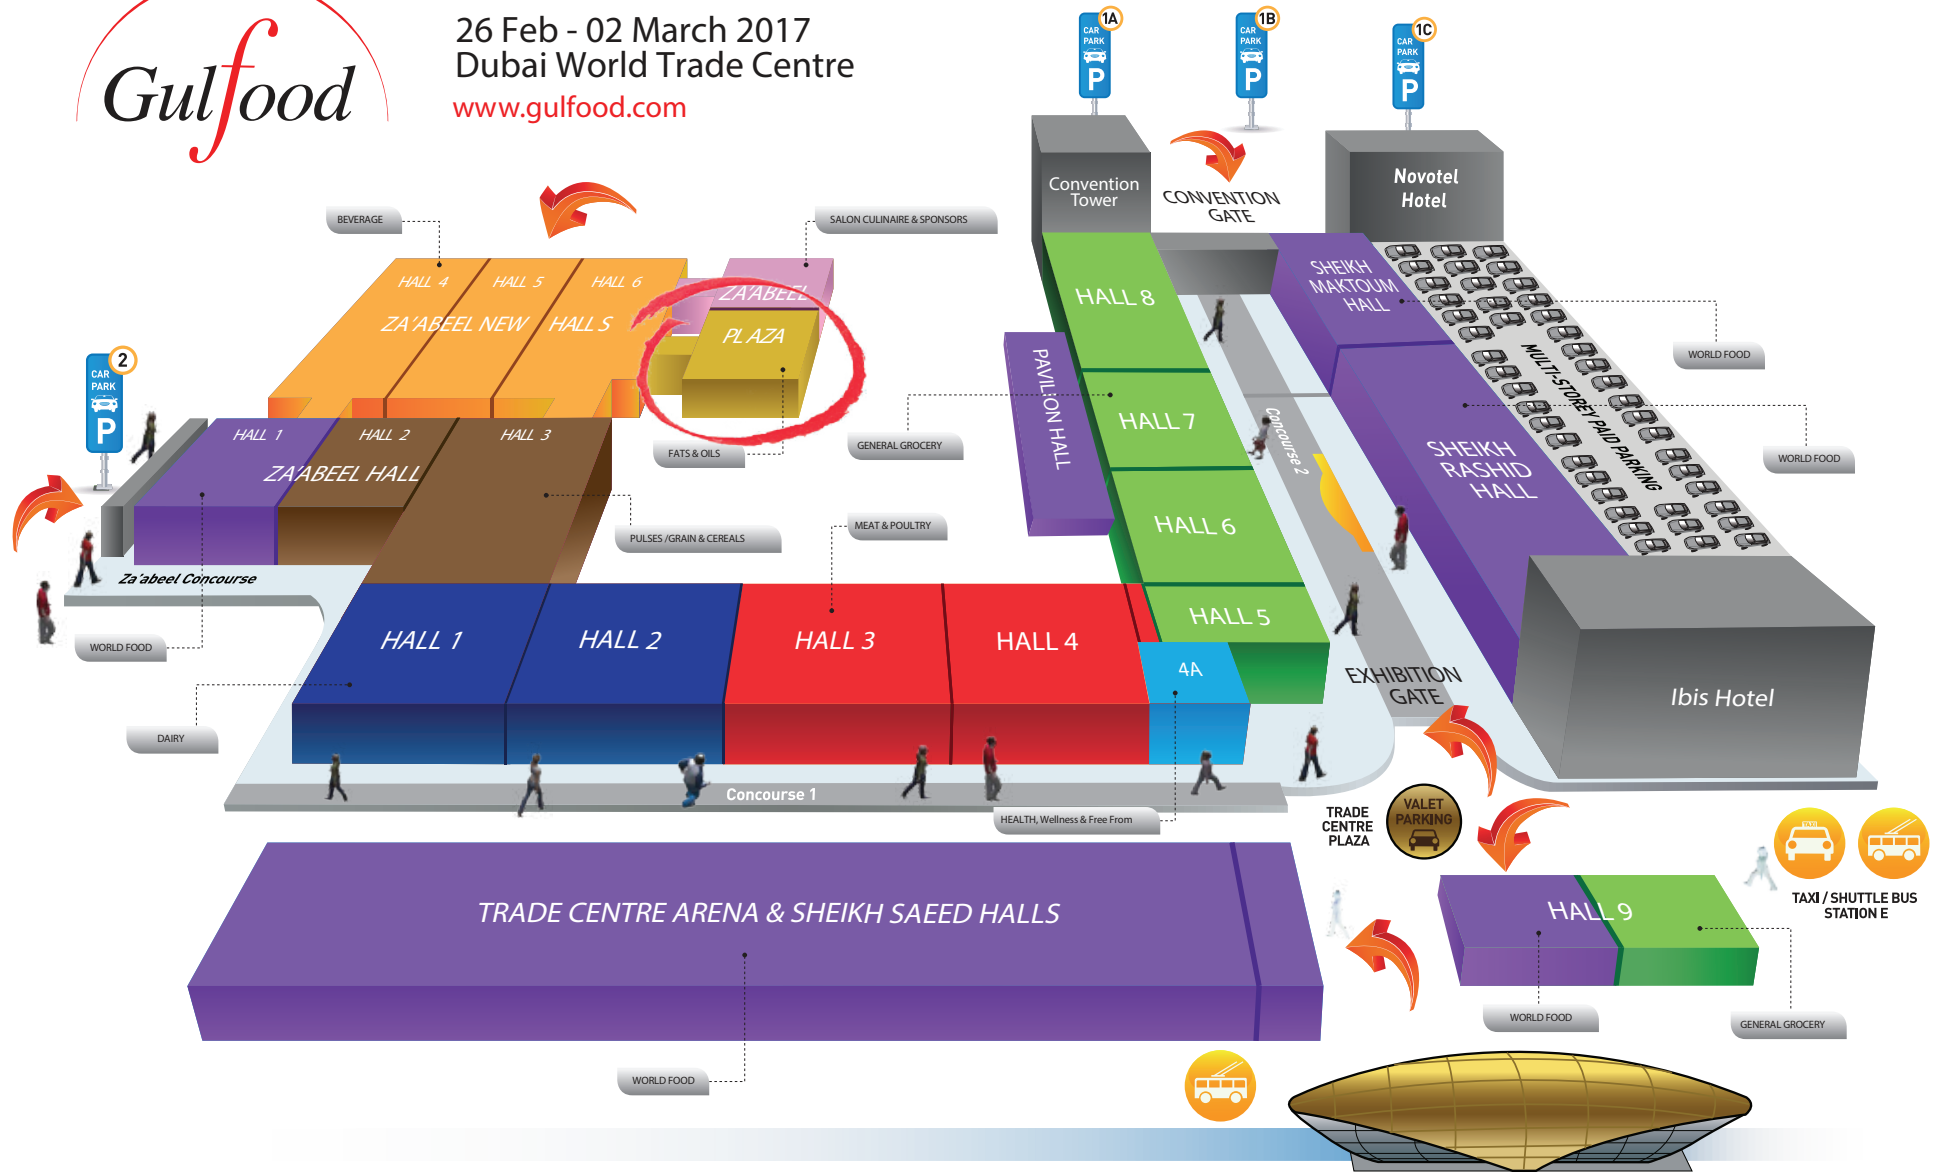 Gulfood
26 Feb - 02 March 2017
Dubai World Trade Centre
www.gulfood.com
1A
CAR
PARK
P
1B
CAR
PARK
P
1C
CAR
PARK
P
Convention
Tower
CONVENTION
GATE
Novotel
Hotel
BEVERAGE
SALON CULINAIRE & SPONSORS
HALL 4
HALL 5
HALL 6
ZA'ABEEL NEW HALLS
ZA'ABEEL
PLAZA
HALL 8
SHEIKH
MAKTOUM
HALL
WORLD FOOD
2
CAR
PARK
P
PAVILION HALL
HALL 7
MULTI-STOREY PAID PARKING
GENERAL GROCERY
FATS & OILS
Concourse 2
HALL 1
HALL 2
HALL 3
ZA'ABEEL HALL
SHEIKH
RASHID
HALL
WORLD FOOD
MEAT & POULTRY
PULSES /GRAIN & CEREALS
HALL 6
Za'abeel Concourse
WORLD FOOD
HALL 1
HALL 2
HALL 3
HALL 4
HALL 5
4A
EXHIBITION
GATE
Ibis Hotel
DAIRY
Concourse 1
HEALTH, Wellness & Free From
TRADE
CENTRE
PLAZA
VALET
PARKING
TAXI
TAXI / SHUTTLE BUS
STATION E
TRADE CENTRE ARENA & SHEIKH SAEED HALLS
HALL 9
WORLD FOOD
GENERAL GROCERY
WORLD FOOD